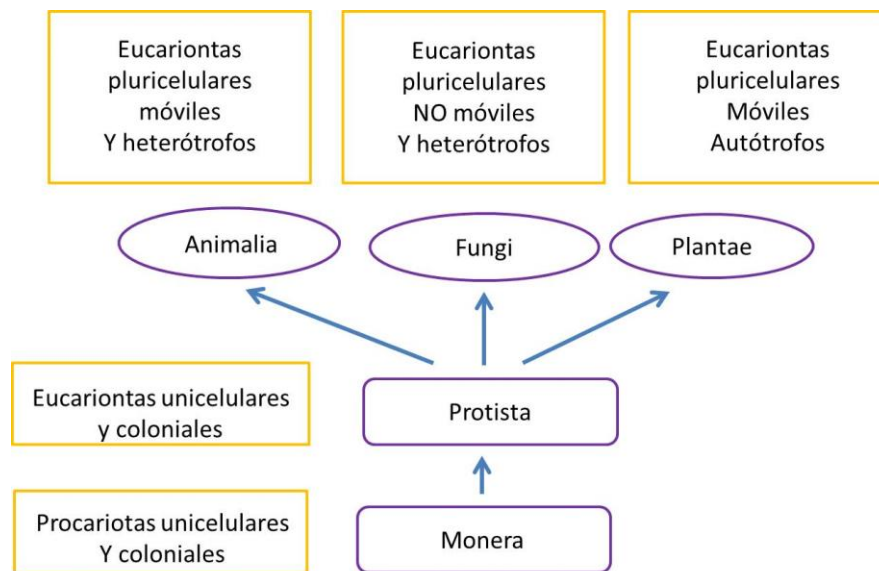 Eucariontas
pluricelulares
móviles
Y heterótrofos
Eucariontas
pluricelulares
NO móviles
Y heterótrofos
Eucariontas
pluricelulares
Móviles
Autótrofos
Animalia
Fungi
Plantae
Eucariontas unicelulares
y coloniales
Protista
Procariotas unicelulares
Y coloniales
Monera